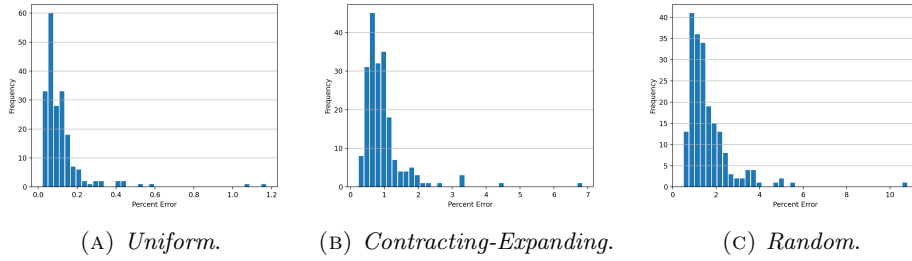 60
50
40
30
20
10
0
Frequency
0.0 0.2 0.4 0.6 0.8 1.0 1.2
Percent Error
(A) Uniform.
40
30
20
10
0
Frequency
0 1 2 3 4 5 6 7
Percent Error
(B) Contracting-Expanding.
40
35
30
25
20
15
10
5
0
Frequency
0 2 4 6 8 10
Percent Error
(C) Random.